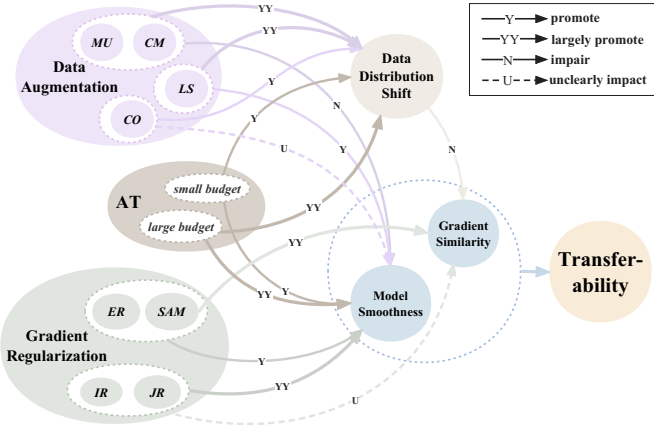 YY
Y
promote
MU
CM
YY
YY
largely promote
N
impair
Data
Augmentation
LS
Data
Distribution
Shift
U
unclearly impact
Y
N
CO
Y
U
Y
N
small budget
AT
large budget
YY
YY
Gradient
Similarity
Transfer-
ability
YY
Y
Model
Smoothness
ER
SAM
Gradient
Regularization
Y
IR
JR
YY
U